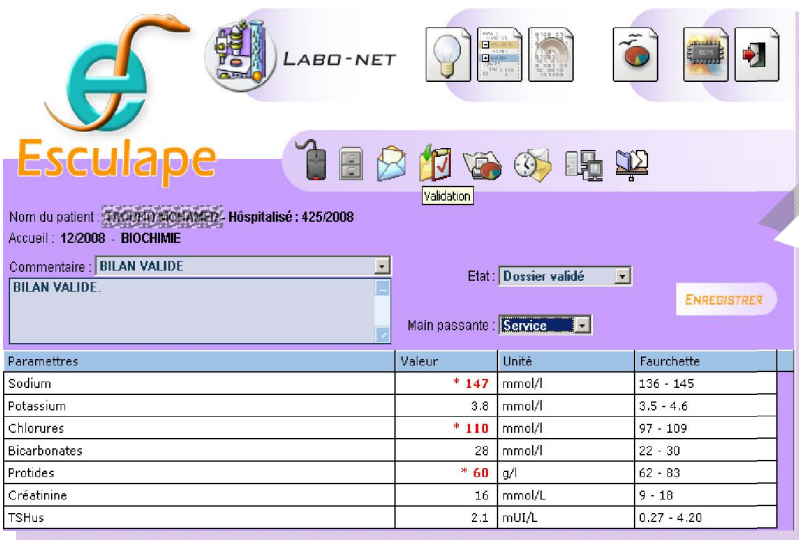 LABO-NET
Esculape
Validation
Nom du patient : - Hôspitalisé : 425/2008
Accueil : 12/2008 - BIOCHIMIE
Commentaire : BILAN VALIDE
BILAN VALIDE.
Etat : Dossier validé
ENREGISTRER
Main passante : Service
Paramettres Valeur Unité Faurchette
Sodium * 147 mmol/l 136 - 145
Potassium 3.8 mmol/l 3.5 - 4.6
Chlorures * 110 mmol/l 97 - 109
Bicarbonates 28 mmol/l 22 - 30
Protides * 60 g/l 62 - 83
Créatinine 16 mmol/L 9 - 18
TSHus 2.1 mUI/L 0.27 - 4.20